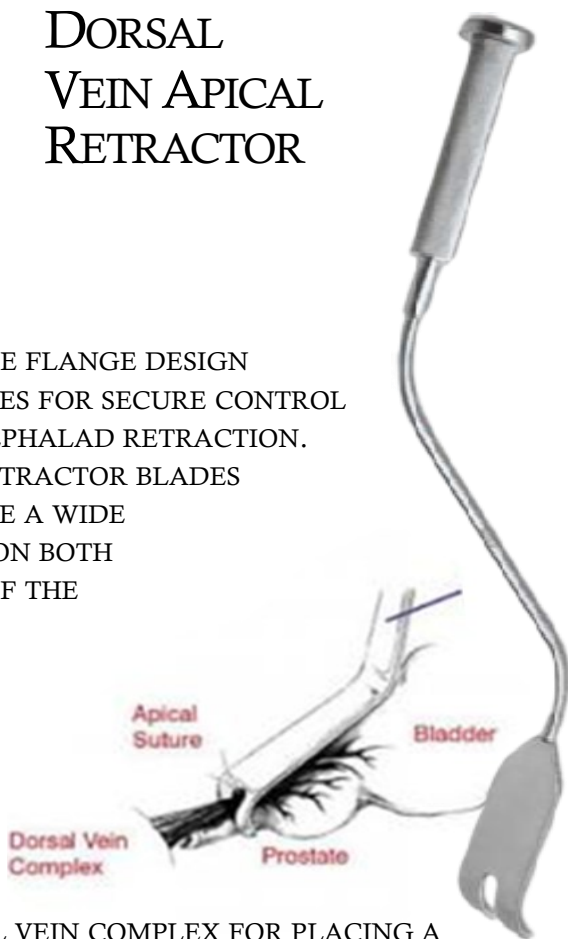 DORSAL
VEIN APICAL
RETRACTOR
E FLANGE DESIGN
ES FOR SECURE CONTROL
EPHALAD RETRACTION.
TRACTOR BLADES
E A WIDE
ON BOTH
F THE
Apical
Suture
Bladder
Dorsal Vein
Complex
Prostate
L VEIN COMPLEX FOR PLACING A